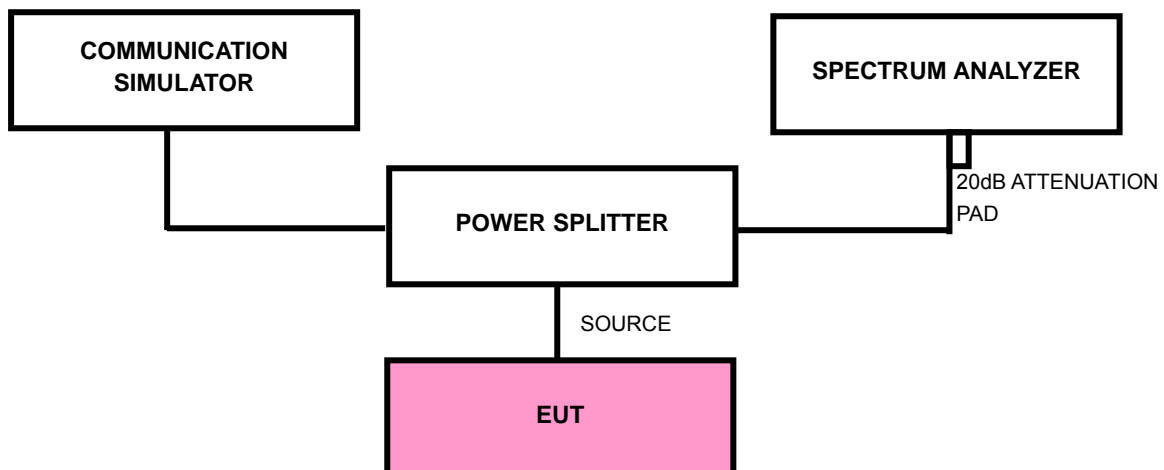 COMMUNICATION
SIMULATOR
SPECTRUM ANALYZER
20dB ATTENUATION
PAD
POWER SPLITTER
SOURCE
EUT